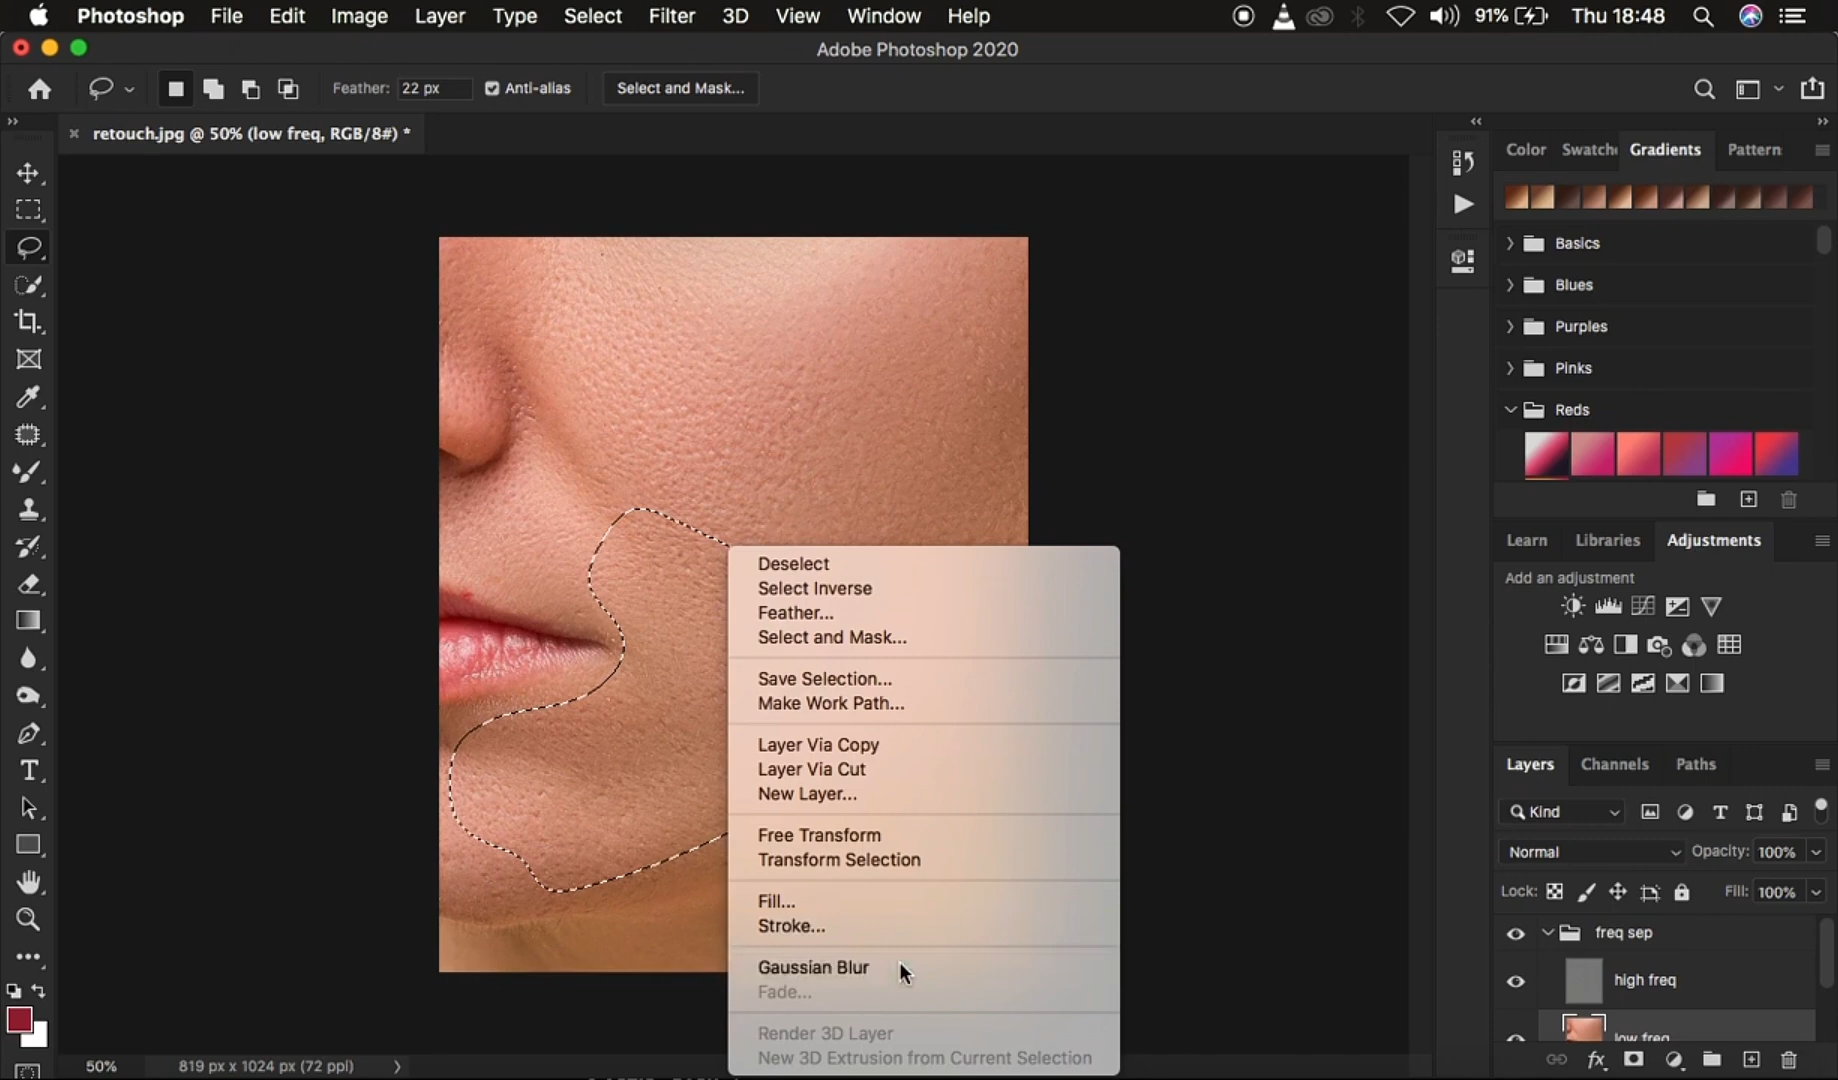 Photoshop File Edit Image Layer Type Select Filter 3D View Window Help 91% Thu 18:48
Adobe Photoshop 2020
Feather: 22 px Anti-alias Select and Mask...
retouch.jpg @ 50% (low freq, RGB/8#) *
Color Swatche Gradients Pattern
Basics
Blues
Purples
Pinks
Reds
Learn Libraries Adjustments
Add an adjustment
Deselect
Select Inverse
Feather...
Select and Mask...
Save Selection...
Make Work Path...
Layer Via Copy
Layer Via Cut
New Layer...
Free Transform
Transform Selection
Fill...
Stroke...
Gaussian Blur
Fade...
Render 3D Layer
New 3D Extrusion from Current Selection
Layers Channels Paths
Kind
Normal Opacity: 100%
Lock: Fill: 100%
freq sep
high freq
low freq
50% 819 px x 1024 px (72 ppl)